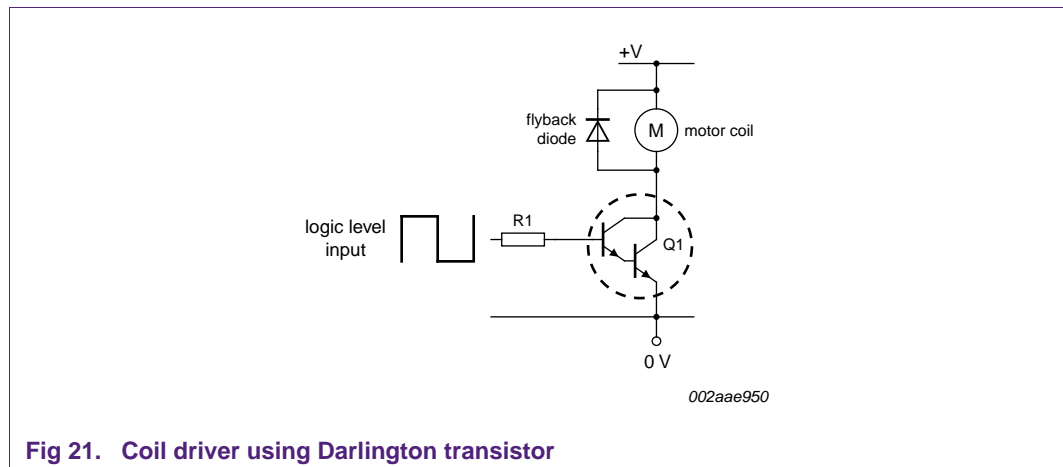 +V
flyback
diode
M
motor coil
logic level
input
R1
Q1
0 V
002aae950
Fig 21. Coil driver using Darlington transistor